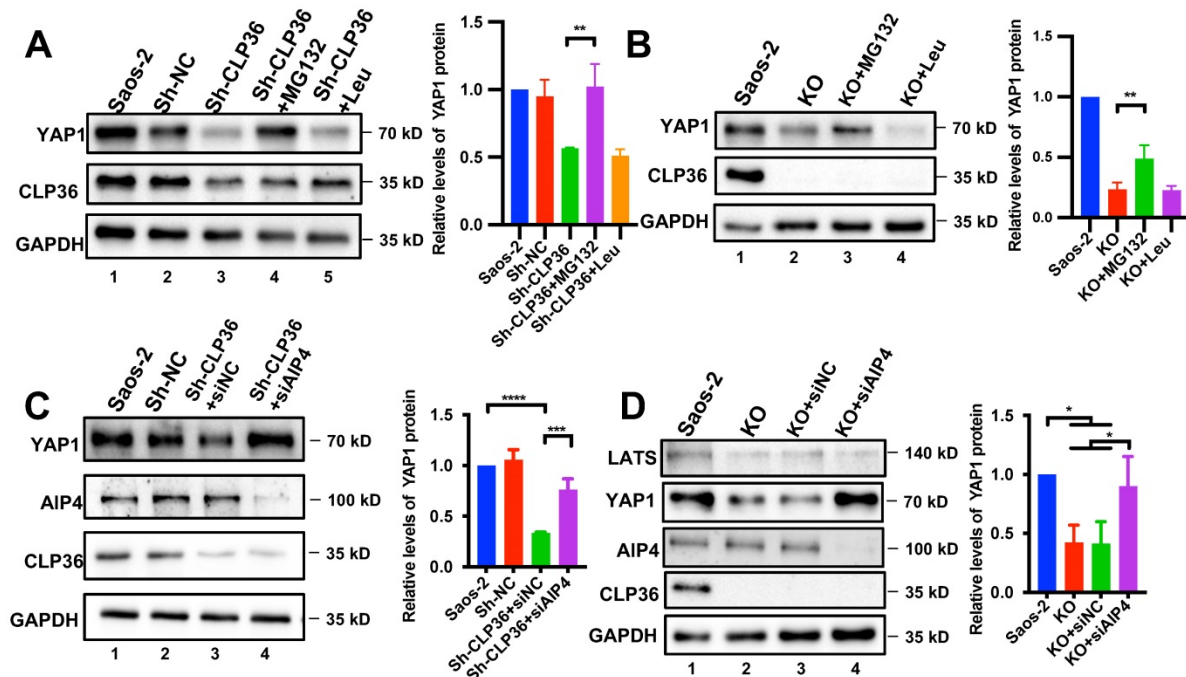 A
Saos-2
Sh-NC
Sh-CLP36
Sh-CLP36
+MG132
Sh-CLP36
+Leu
YAP1
70 kD
CLP36
35 kD
GAPDH
35 kD
1 2 3 4 5
Relative levels of YAP1 protein
1.5
1.0
0.5
0.0
**
Saos-2
Sh-NC
Sh-CLP36
Sh-CLP36+MG132
Sh-CLP36+Leu
B
Saos-2
KO
KO+MG132
KO+Leu
YAP1
70 kD
CLP36
35 kD
GAPDH
35 kD
1 2 3 4
Relative levels of YAP1 protein
1.5
1.0
0.5
0.0
**
Saos-2
KO
KO+MG132
KO+Leu
C
Saos-2
Sh-NC
Sh-CLP36
+siNC
Sh-CLP36
+siAIP4
YAP1
70 kD
AIP4
100 kD
CLP36
35 kD
GAPDH
35 kD
1 2 3 4
Relative levels of YAP1 protein
1.5
1.0
0.5
0.0
****
***
Saos-2
Sh-NC
Sh-CLP36+siNC
Sh-CLP36+siAIP4
D
Saos-2
KO
KO+siNC
KO+siAIP4
LATS
140 kD
YAP1
70 kD
AIP4
100 kD
CLP36
35 kD
GAPDH
35 kD
1 2 3 4
Relative levels of YAP1 protein
1.5
1.0
0.5
0.0
*
*
Saos-2
KO
KO+siNC
KO+siAIP4